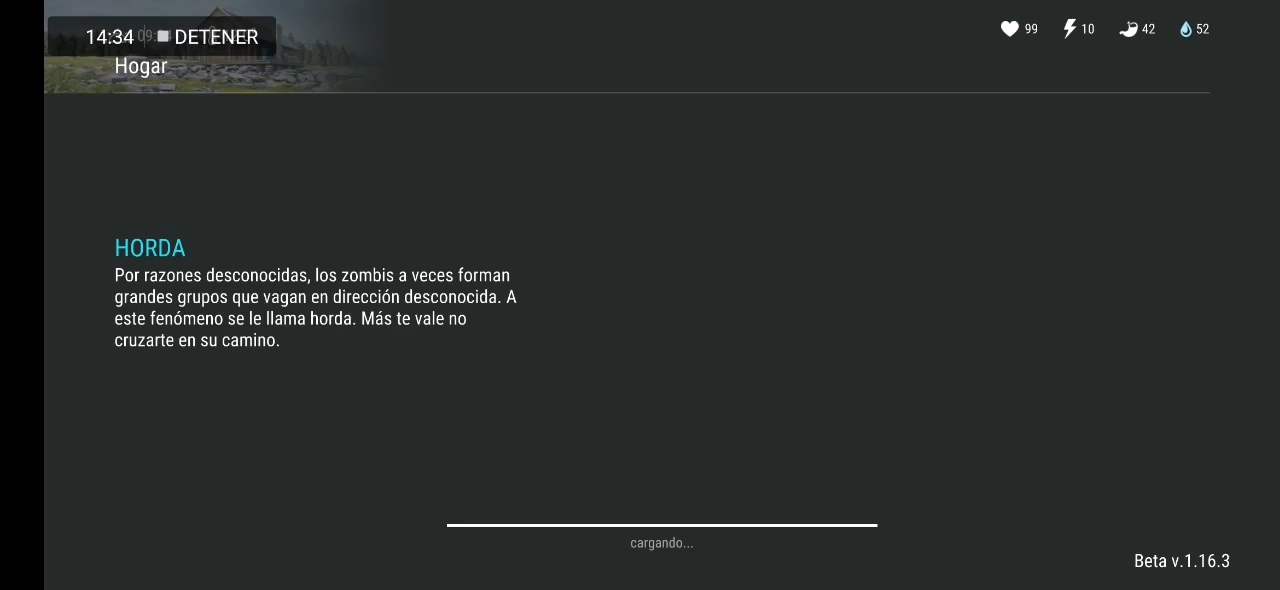 14:34 DETENER
99 10 42 52
Hogar
HORDA
Por razones desconocidas, los zombis a veces forman
grandes grupos que vagan en dirección desconocida. A
este fenómeno se le llama horda. Más te vale no
cruzarte en su camino.
cargando...
Beta v.1.16.3